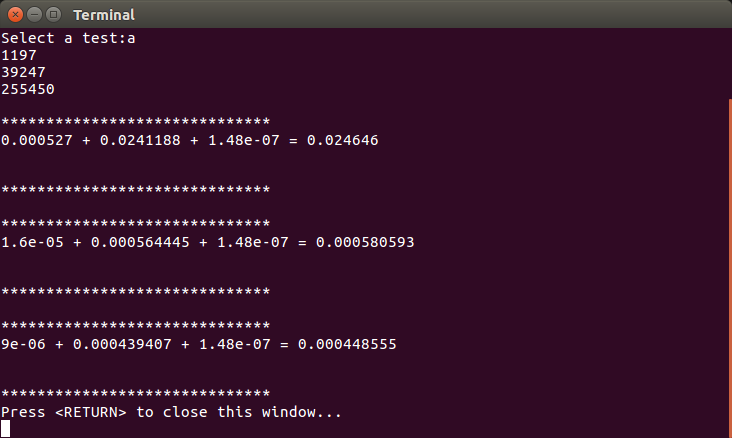 Terminal
Select a test:a
1197
39247
255450
******************************
0.000527 + 0.0241188 + 1.48e-07 = 0.024646
******************************
******************************
1.6e-05 + 0.000564445 + 1.48e-07 = 0.000580593
******************************
******************************
9e-06 + 0.000439407 + 1.48e-07 = 0.000448555
******************************
Press <RETURN> to close this window...